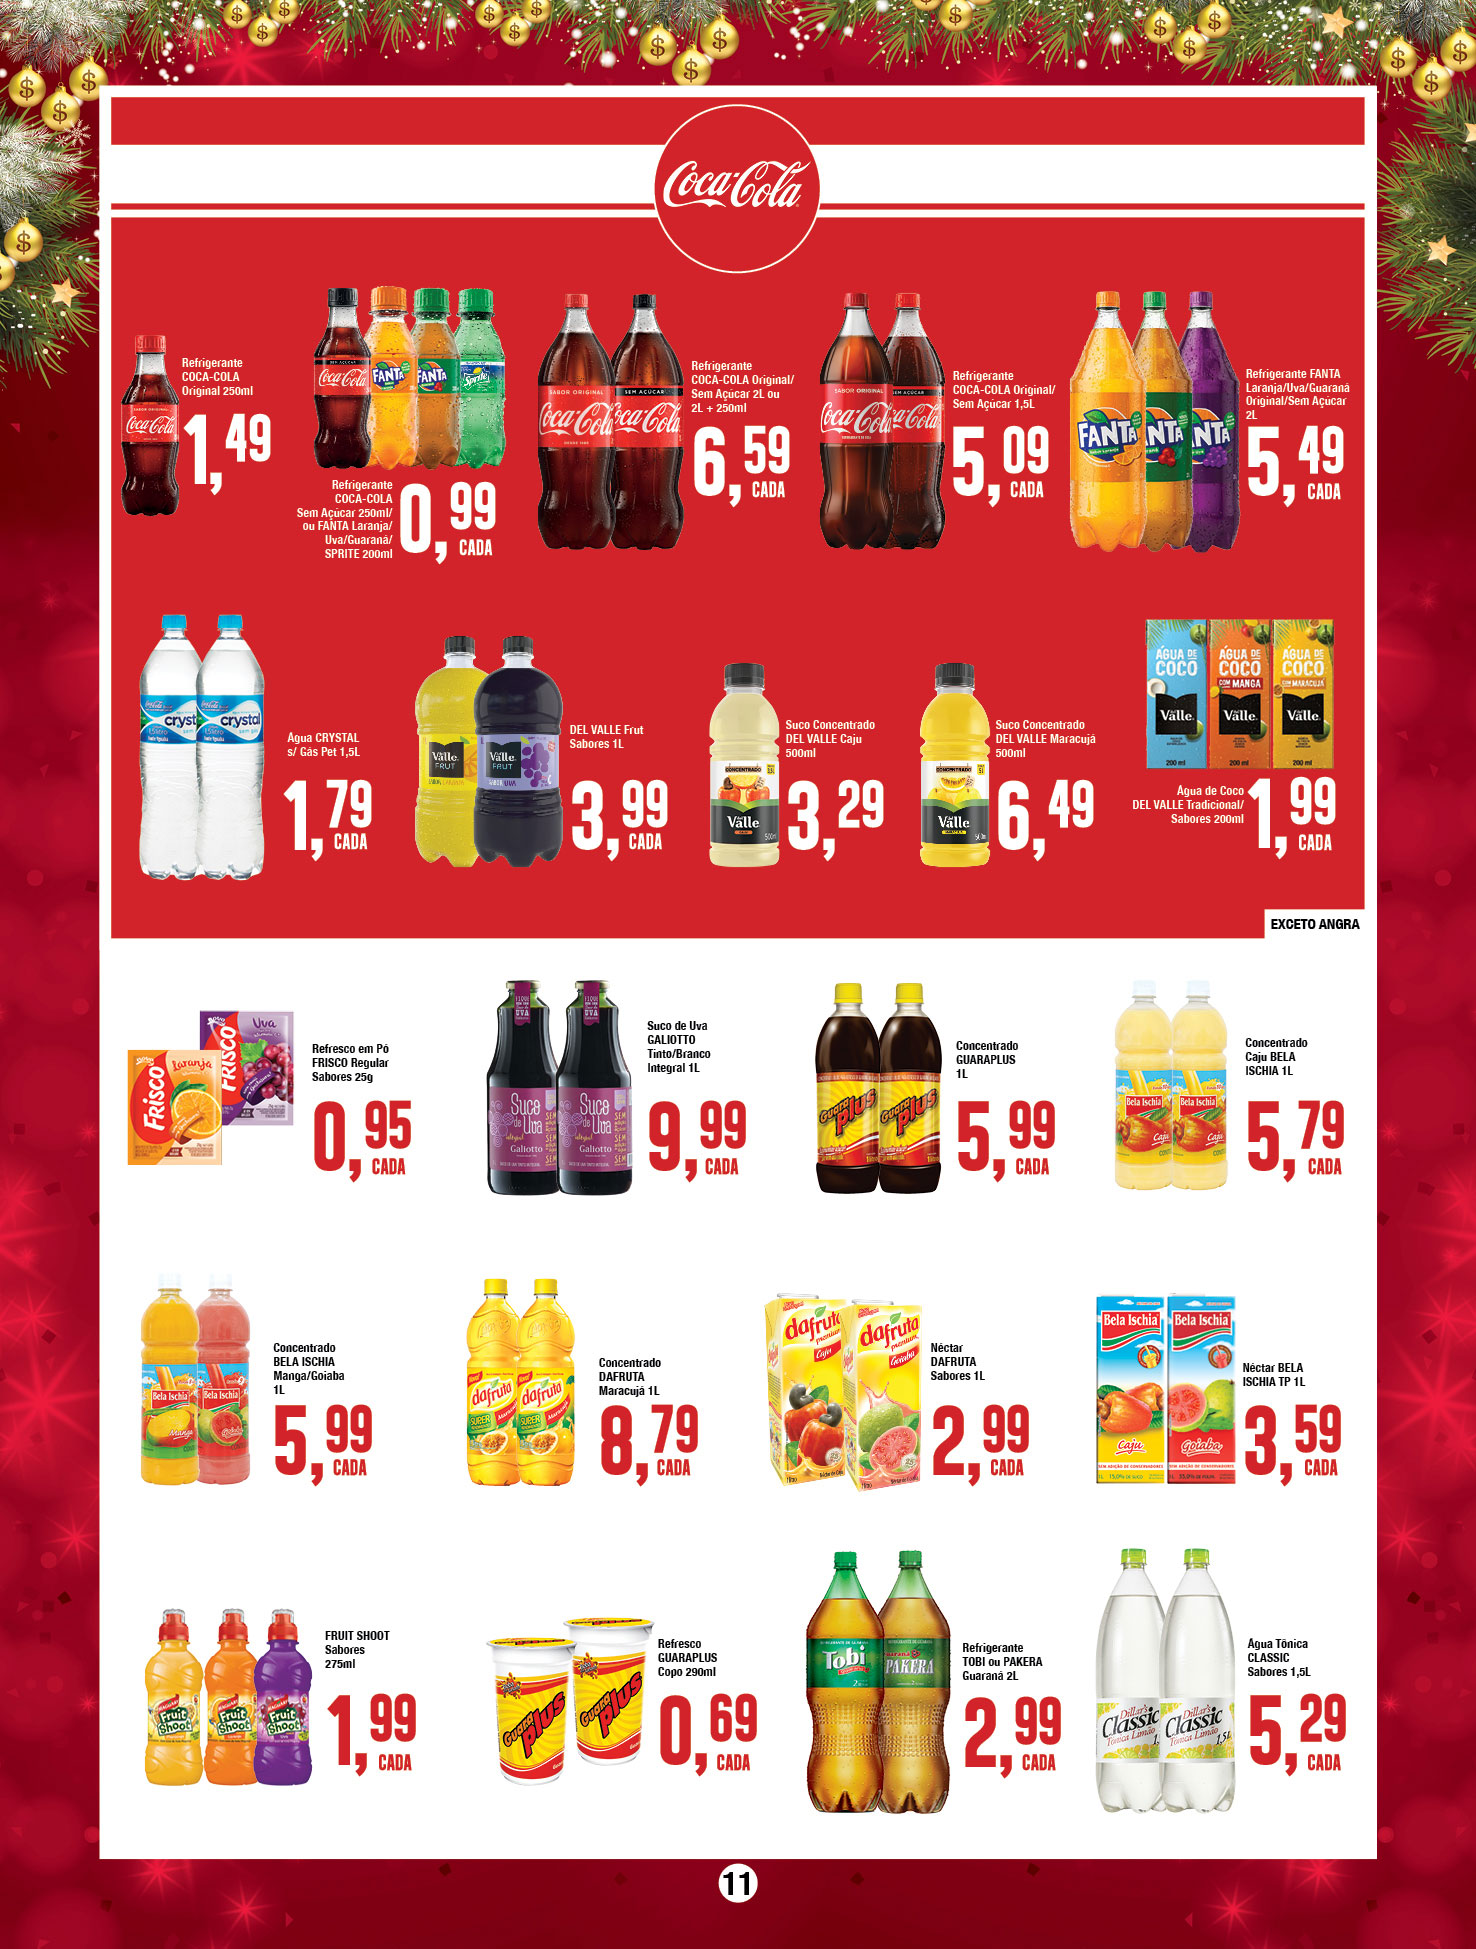 Coca-Cola
Refrigerante
COCA-COLA
Original 250ml
1,49
Refrigerante
COCA-COLA
Sem Açúcar 250ml/
ou FANTA Laranja/
Uva/Guaraná/
SPRITE 200ml
0,99
CADA
Refrigerante
COCA-COLA Original/
Sem Açúcar 2L ou
2L + 250ml
6,59
CADA
Refrigerante
COCA-COLA Original/
Sem Açúcar 1,5L
5,09
CADA
Refrigerante FANTA
Laranja/Uva/Guaraná
Original/Sem Açúcar
2L
5,49
CADA
Água CRYSTAL
s/ Gás Pet 1,5L
1,79
CADA
DEL VALLE Frut
Sabores 1L
3,99
CADA
Suco Concentrado
DEL VALLE Caju
500ml
3,29
Suco Concentrado
DEL VALLE Maracujá
500ml
6,49
Água de Coco
DEL VALLE Tradicional/
Sabores 200ml
1,99
CADA
EXCETO ANGRA
Refresco em Pó
FRISCO Regular
Sabores 25g
0,95
CADA
Suco de Uva
GALIOTTO
Tinto/Branco
Integral 1L
9,99
CADA
Concentrado
GUARAPLUS
1L
5,99
CADA
Concentrado
Caju BELA
ISCHIA 1L
5,79
CADA
Concentrado
BELA ISCHIA
Manga/Goiaba
1L
5,99
CADA
Concentrado
DAFRUTA
Maracujá 1L
8,79
CADA
Néctar
DAFRUTA
Sabores 1L
2,99
CADA
Néctar BELA
ISCHIA TP 1L
3,59
CADA
FRUIT SHOOT
Sabores
275ml
1,99
CADA
Refresco
GUARAPLUS
Copo 290ml
0,69
CADA
Refrigerante
TOBI ou PAKERA
Guaraná 2L
2,99
CADA
Água Tônica
CLASSIC
Sabores 1,5L
5,29
CADA
11